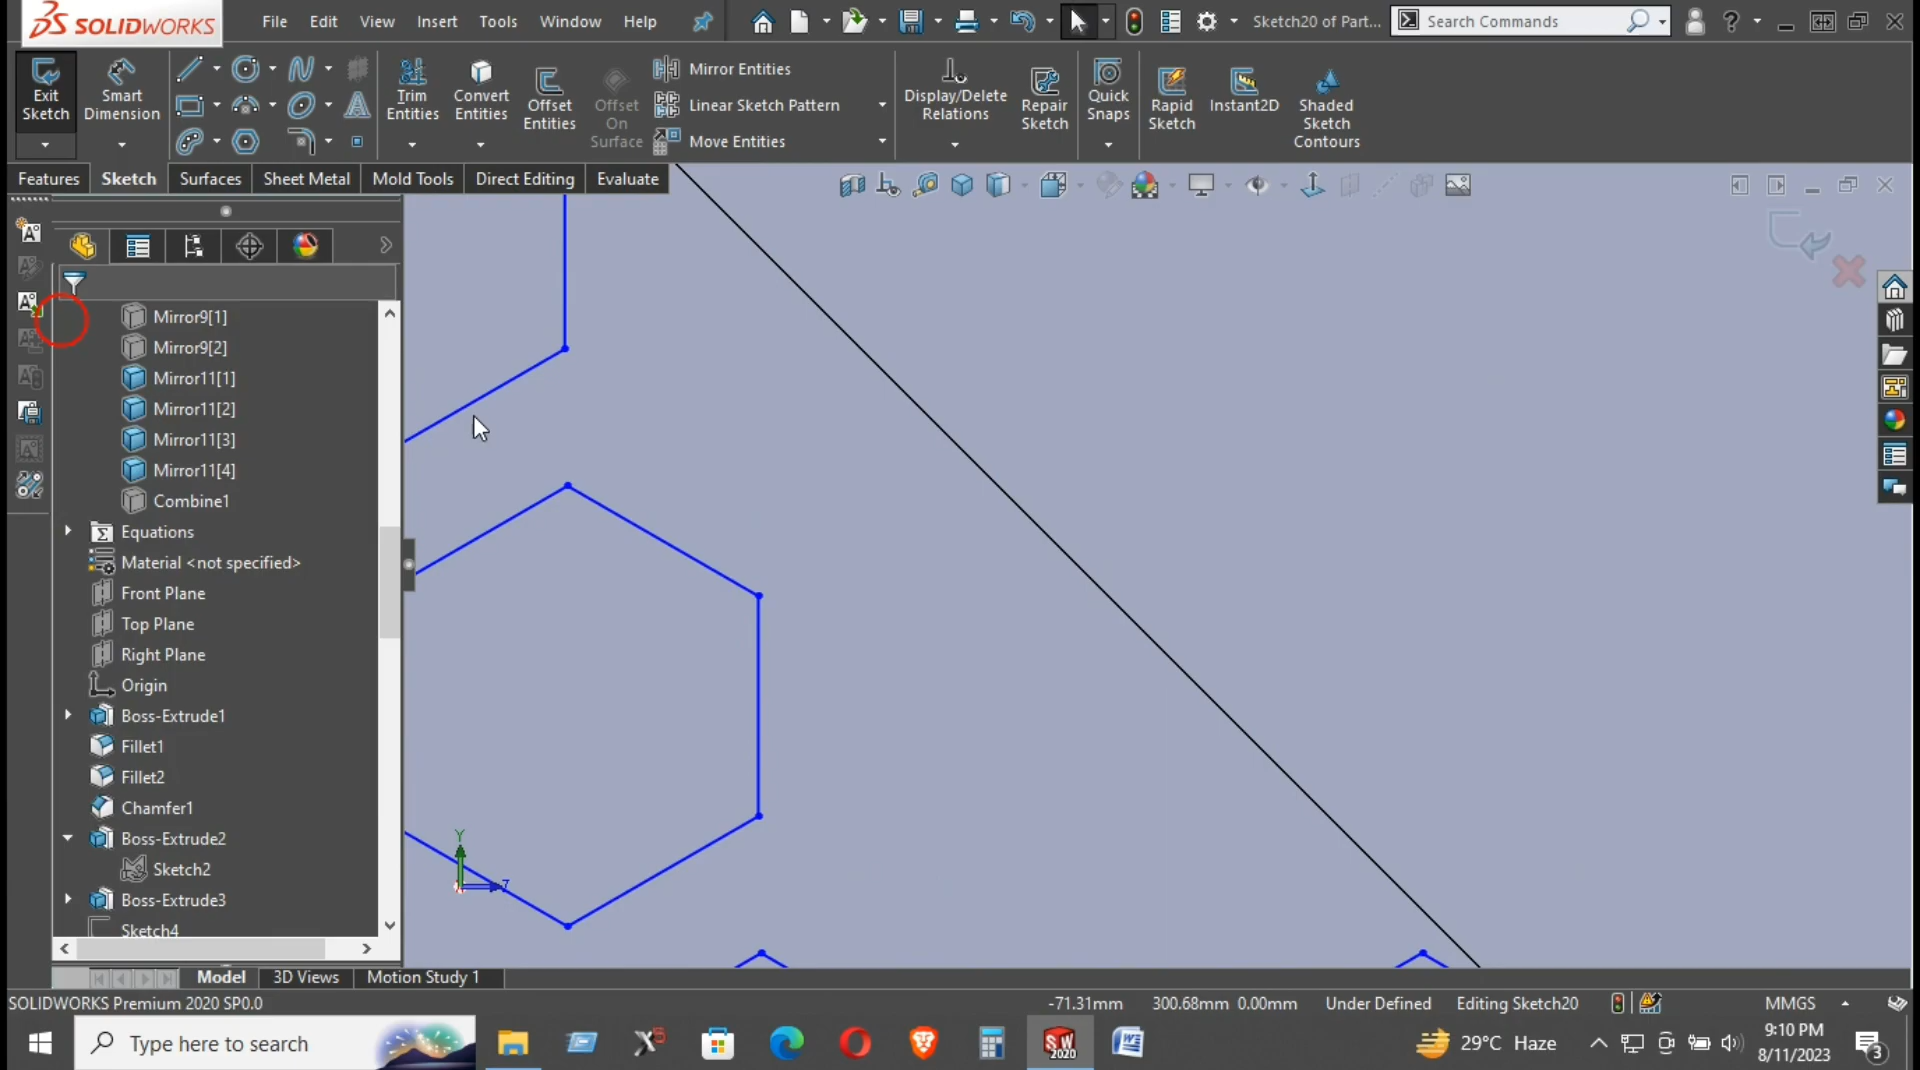 SOLIDWORKS File Edit View Insert Tools Window Help Sketch20 of Part... Search Commands
Exit Sketch
Smart Dimension
Trim Entities
Convert Entities
Offset Entities
Offset On Surface
Mirror Entities
Linear Sketch Pattern
Move Entities
Display/Delete Relations
Repair Sketch
Quick Snaps
Rapid Sketch
Instant2D
Shaded Sketch Contours
Features Sketch Surfaces Sheet Metal Mold Tools Direct Editing Evaluate
Mirror9[1]
Mirror9[2]
Mirror11[1]
Mirror11[2]
Mirror11[3]
Mirror11[4]
Combine1
Equations
Material <not specified>
Front Plane
Top Plane
Right Plane
Origin
Boss-Extrude1
Fillet1
Fillet2
Chamfer1
Boss-Extrude2
Sketch2
Boss-Extrude3
Sketch4
Y
Z
Model 3D Views Motion Study 1
SOLIDWORKS Premium 2020 SP0.0 -71.31mm 300.68mm 0.00mm Under Defined Editing Sketch20 MMGS
Type here to search
SW 2020
29°C Haze
9:10 PM
8/11/2023
3